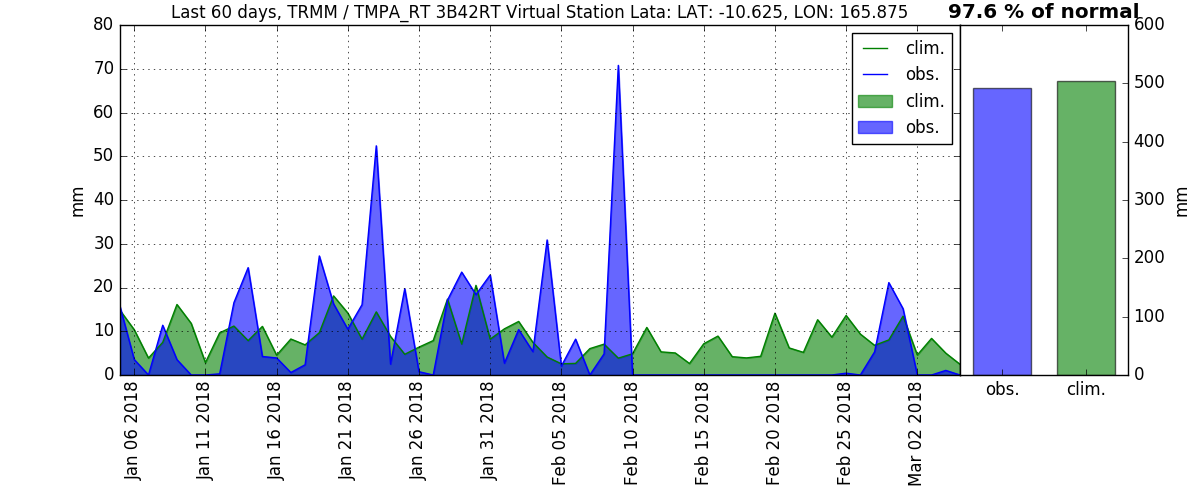 Last 60 days, TRMM / TMPA_RT 3B42RT Virtual Station Lata: LAT: -10.625, LON: 165.875
97.6 % of normal
80
70
60
50
40
30
20
10
0
mm
clim.
obs.
clim.
obs.
Jan 06 2018
Jan 11 2018
Jan 16 2018
Jan 21 2018
Jan 26 2018
Jan 31 2018
Feb 05 2018
Feb 10 2018
Feb 15 2018
Feb 20 2018
Feb 25 2018
Mar 02 2018
600
500
400
300
200
100
0
mm
obs.
clim.